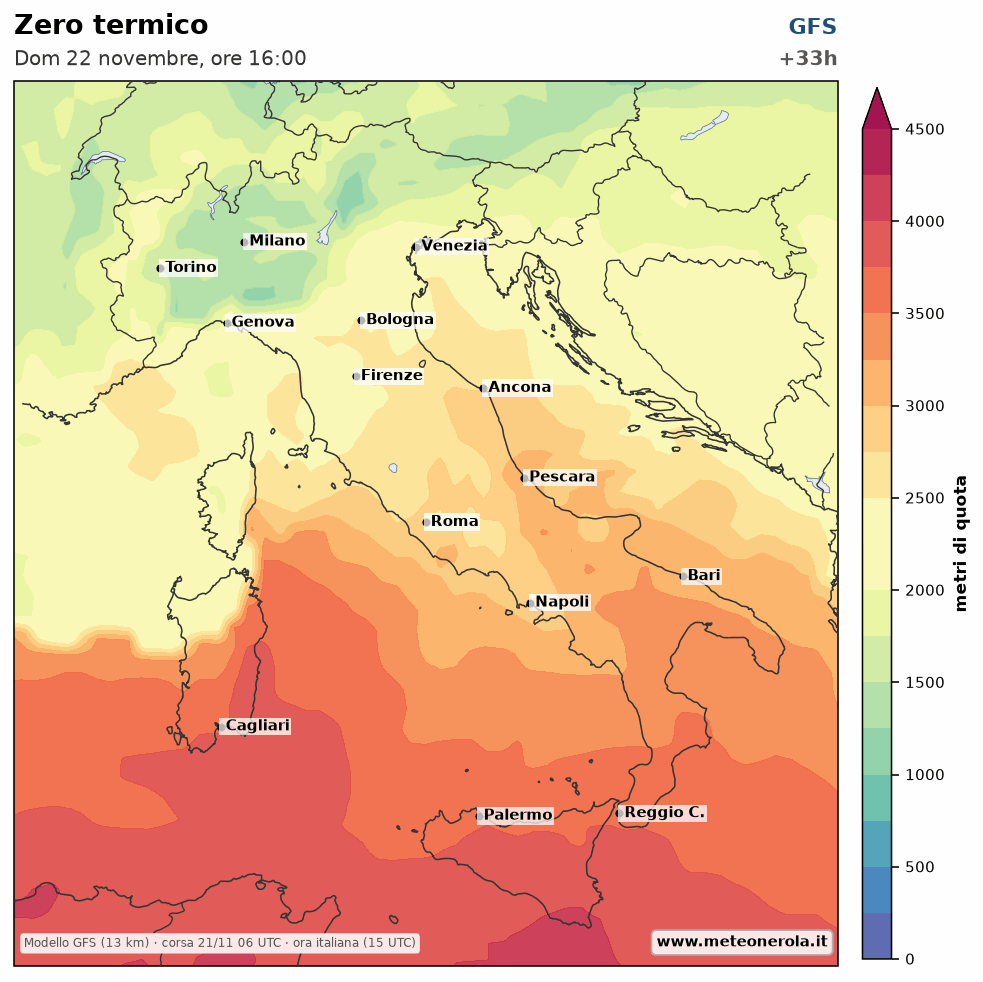 Zero termico
GFS
Dom 22 novembre, ore 16:00
+33h
4500
4000
3500
3000
2500
2000
1500
1000
500
0
metri di quota
Milano
Venezia
Torino
Genova
Bologna
Firenze
Ancona
Pescara
Roma
Bari
Napoli
Cagliari
Palermo
Reggio C.
Modello GFS (13 km) · corsa 21/11 06 UTC · ora italiana (15 UTC)
www.meteonerola.it